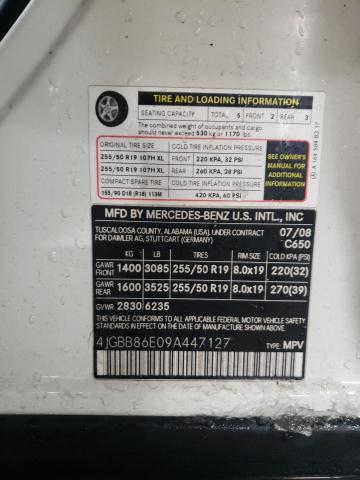 TIRE AND LOADING INFORMATION
SEATING CAPACITY TOTAL 5 FRONT 2 REAR 3
The combined weight of occupants and cargo
should never exceed 530 kg or 1170 lbs
ORIGINAL TIRE SIZE COLD INFLATION PRESSURE
255/50 R19 107H XL FRONT 220 KPA, 32 PSI
255/50 R19 107H XL REAR 260 KPA, 38 PSI
COMPACT SPARE TIRE COLD INFLATION PRESSURE
155/90 D18 (R18) 113M 420 KPA, 60 PSI
SEE OWNER'S
MANUAL FOR
ADDITIONAL
INFORMATION
MFD BY MERCEDES-BENZ U.S. INTL., INC
TUSCALOOSA COUNTY, ALABAMA (USA), UNDER CONTRACT
FOR DAIMLER AG, STUTTGART (GERMANY)
07/08
C650
KG LB TIRES RIMS COLD KPA (PSI)
GAWR FRONT 1400 3085 255/50 R19 8.0x19 220(32)
GAWR REAR 1600 3525 255/50 R19 8.0x19 270(39)
GVWR 2830 6235
THIS VEHICLE CONFORMS TO ALL APPLICABLE FEDERAL MOTOR VEHICLE
SAFETY STANDARDS IN EFFECT ON THE DATE OF MANUFACTURE SHOWN ABOVE
4JGBB86E09A447127 TYPE: MPV